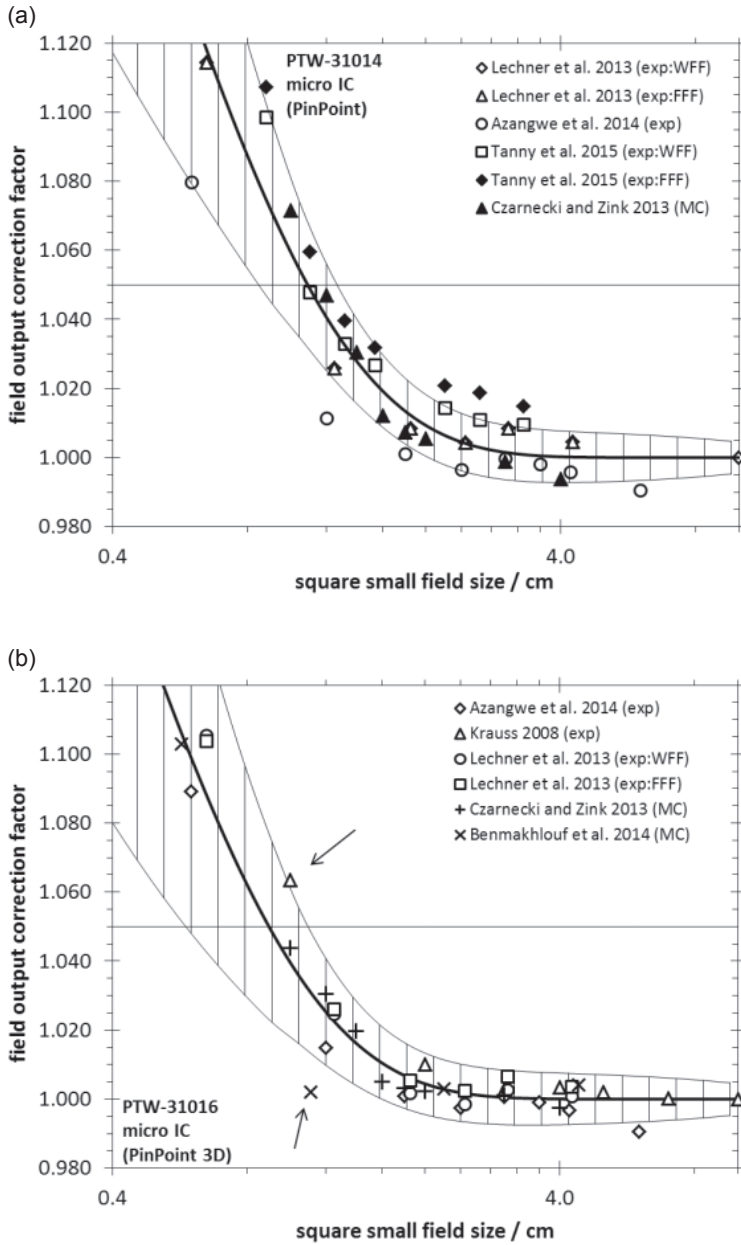 (a)
PTW-31014
micro IC
(PinPoint)
Lechner et al. 2013 (exp:WFF)
Lechner et al. 2013 (exp:FFF)
Azangwe et al. 2014 (exp)
Tanny et al. 2015 (exp:WFF)
Tanny et al. 2015 (exp:FFF)
Czarnecki and Zink 2013 (MC)
field output correction factor
1.120
1.100
1.080
1.060
1.040
1.020
1.000
0.980
0.4
4.0
square small field size / cm
(b)
Azangwe et al. 2014 (exp)
Krauss 2008 (exp)
Lechner et al. 2013 (exp:WFF)
Lechner et al. 2013 (exp:FFF)
Czarnecki and Zink 2013 (MC)
Benmakhlouf et al. 2014 (MC)
field output correction factor
1.120
1.100
1.080
1.060
1.040
1.020
1.000
0.980
PTW-31016
micro IC
(PinPoint 3D)
0.4
4.0
square small field size / cm